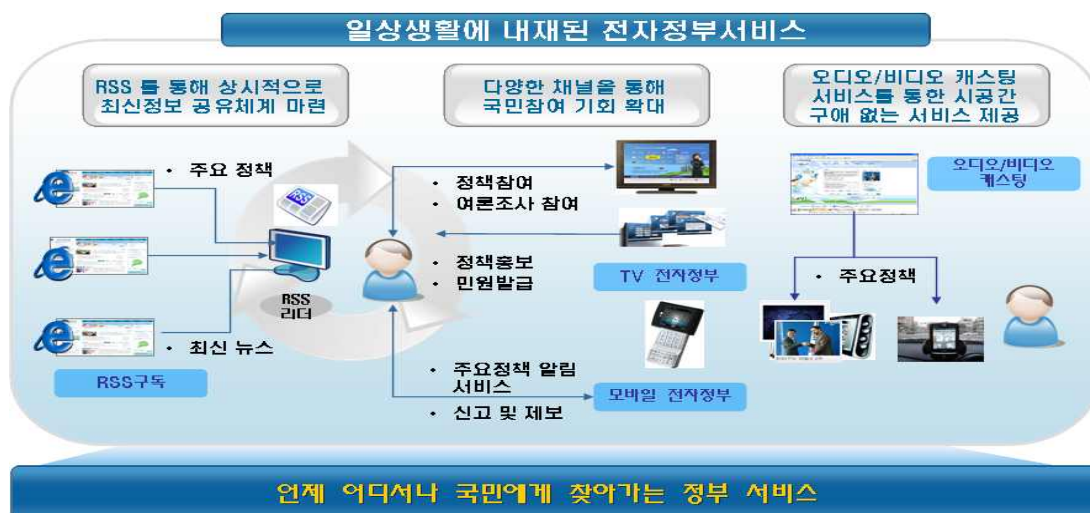 일상생활에 내재된 전자정부서비스
RSS 를 통해 상시적으로
최신정보 공유체계 마련
다양한 채널을 통해
국민참여 기회 확대
오디오/비디오 캐스팅
서비스를 통한 시공간
구애 없는 서비스 제공
• 주요 정책
RSS
RSS
리더
• 최신 뉴스
RSS구독
• 정책참여
• 여론조사 참여
• 정책홍보
• 민원발급
TV 전자정부
• 주요정책 알림
서비스
• 신고 및 제보
모바일 전자정부
오디오/비디오
캐스팅
• 주요정책
언제 어디서나 국민에게 찾아가는 정부 서비스